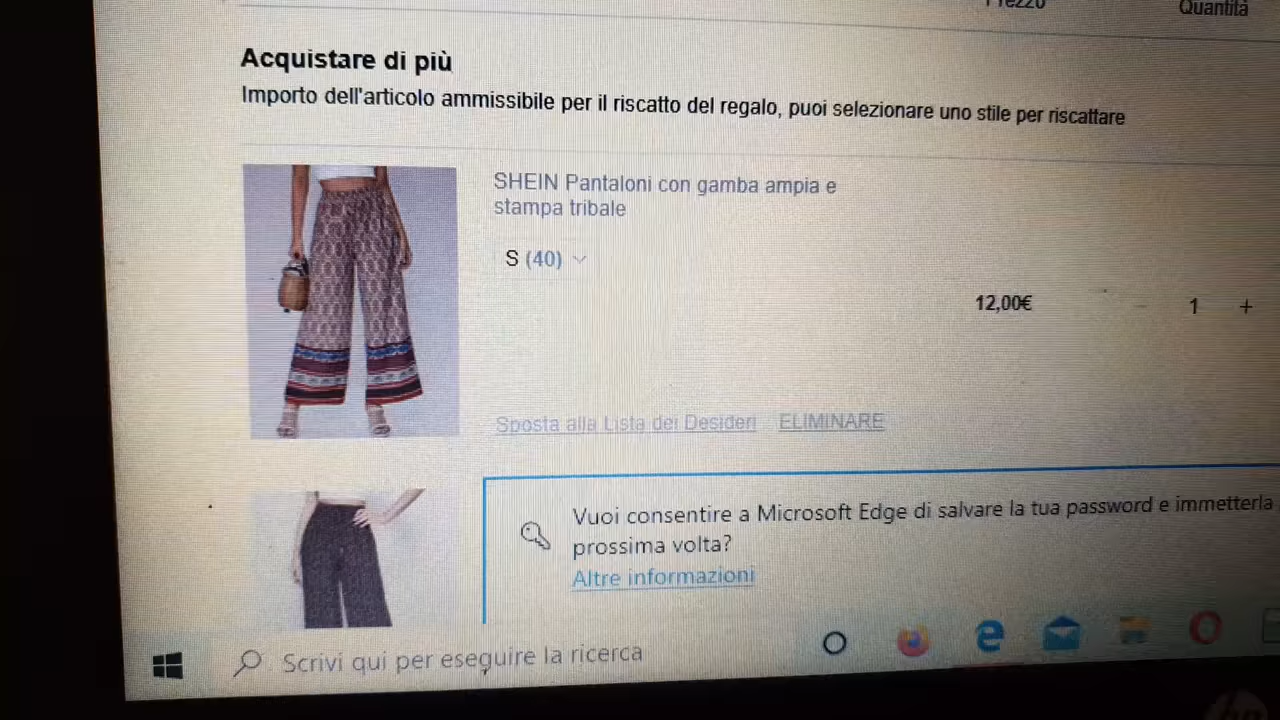 Prezzo
Quantità
Acquistare di più
Importo dell'articolo ammissibile per il riscatto del regalo, puoi selezionare uno stile per riscattare
SHEIN Pantaloni con gamba ampia e
stampa tribale
S (40)
12,00€
1 +
Sposta alla Lista dei Desideri ELIMINARE
Vuoi consentire a Microsoft Edge di salvare la tua password e immetterla
prossima volta?
Altre informazioni
Scrivi qui per eseguire la ricerca
hp